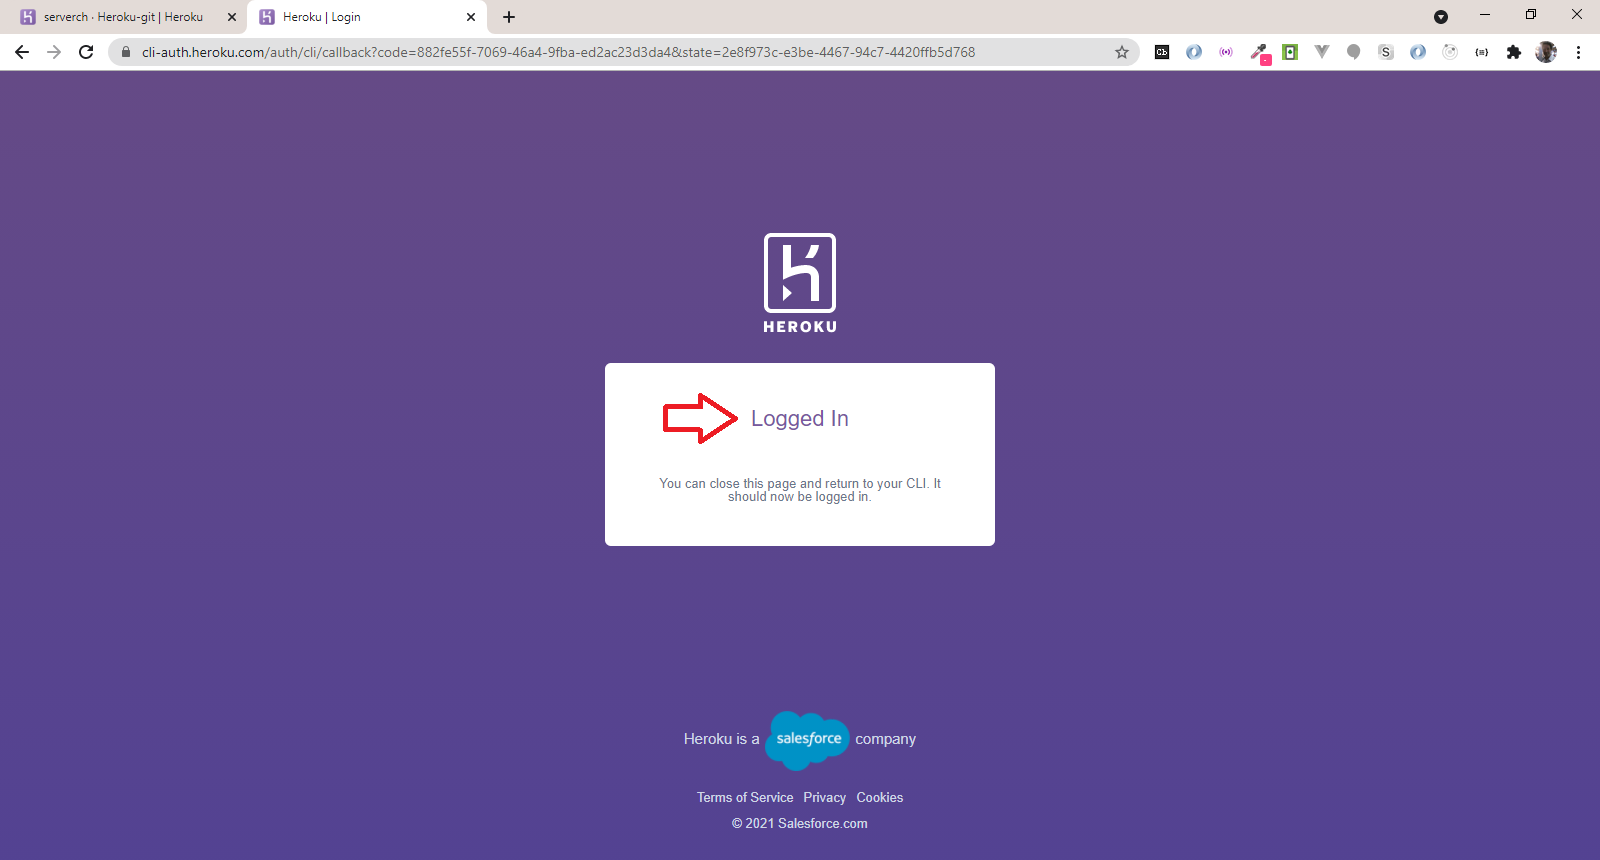 serverch · Heroku-git | Heroku
Heroku | Login
cli-auth.heroku.com/auth/cli/callback?code=882fe55f-7069-46a4-9fba-ed2ac23d3da4&state=2e8f973c-e3be-4467-94c7-4420ffb5d768
Cb
S
HEROKU
Logged In
You can close this page and return to your CLI. It
should now be logged in.
Heroku is a salesforce company
Terms of Service Privacy Cookies
© 2021 Salesforce.com